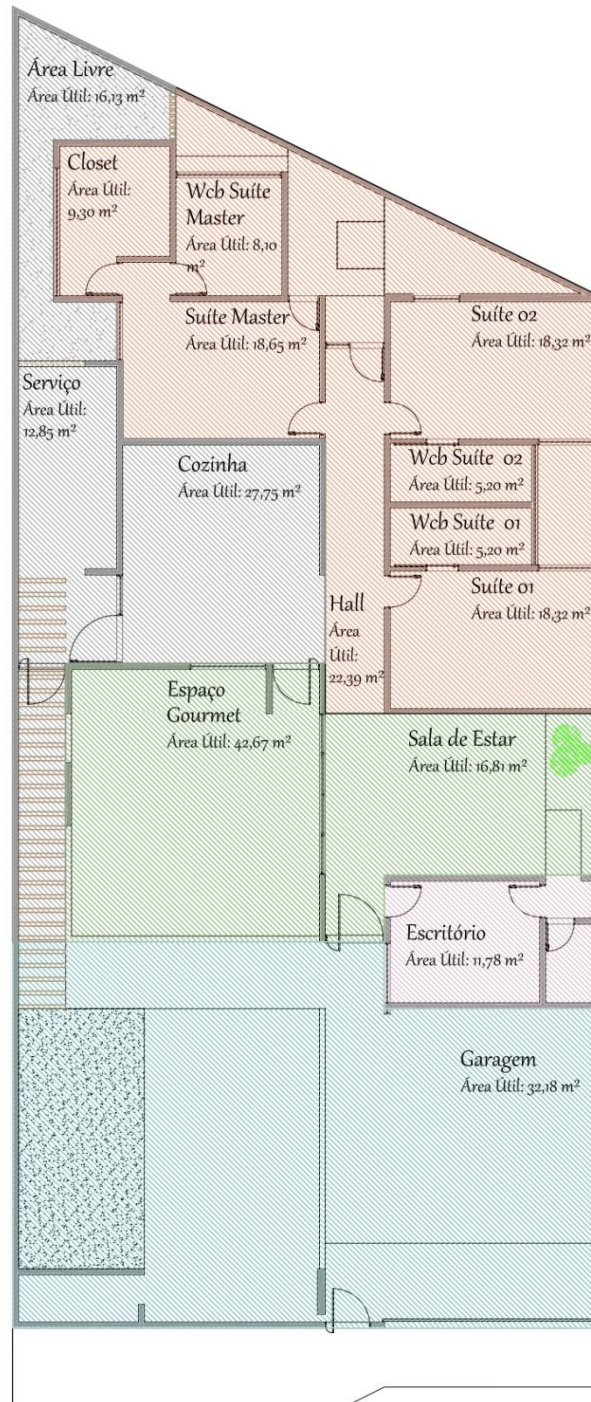 Área Livre
Área Útil: 16,13 m²
Closet
Área Útil:
9,30 m²
Wcb Suíte
Master
Área Útil: 8,10
m²
Suíte Master
Área Útil: 18,65 m²
Suíte 02
Área Útil: 18,32 m²
Serviço
Área Útil:
12,85 m²
Cozinha
Área Útil: 27,75 m²
Wcb Suíte 02
Área Útil: 5,20 m²
Wcb Suíte 01
Área Útil: 5,20 m²
Suíte 01
Área Útil: 18,32 m²
Hall
Área
Útil:
22,39 m²
Espaço
Gourmet
Área Útil: 42,67 m²
Sala de Estar
Área Útil: 16,81 m²
Escritório
Área Útil: 11,78 m²
Garagem
Área Útil: 32,18 m²